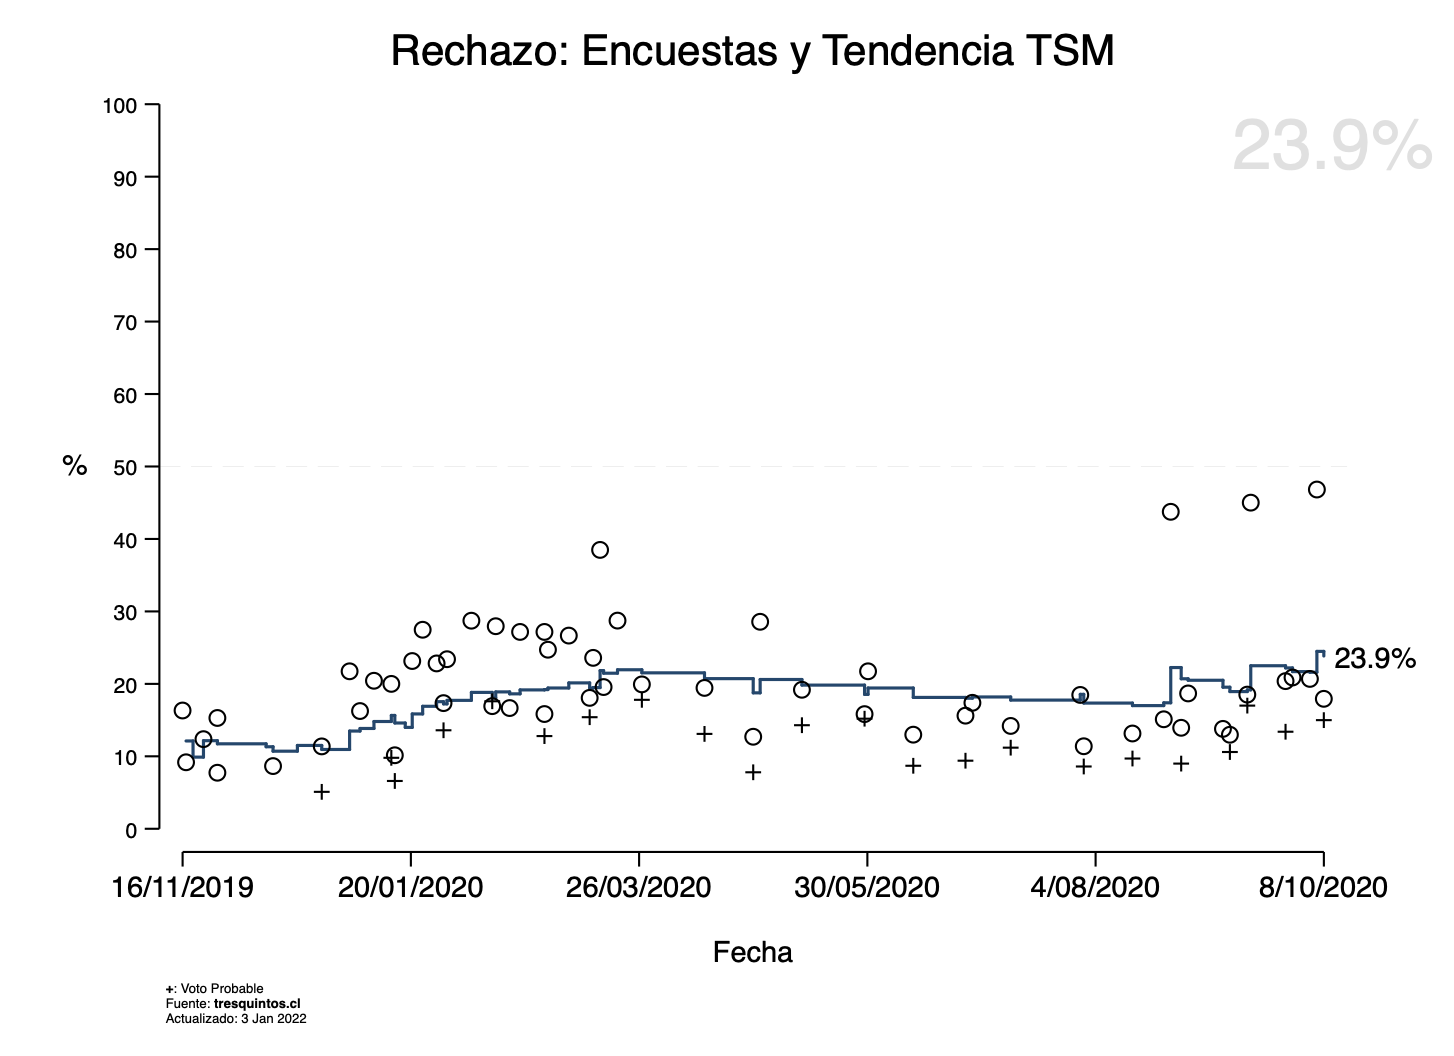 Rechazo: Encuestas y Tendencia TSM
23.9%
100
90
80
70
60
% 50
40
30
20
10
0
23.9%
16/11/2019 20/01/2020 26/03/2020 30/05/2020 4/08/2020 8/10/2020
Fecha
+: Voto Probable
Fuente: tresquintos.cl
Actualizado: 3 Jan 2022